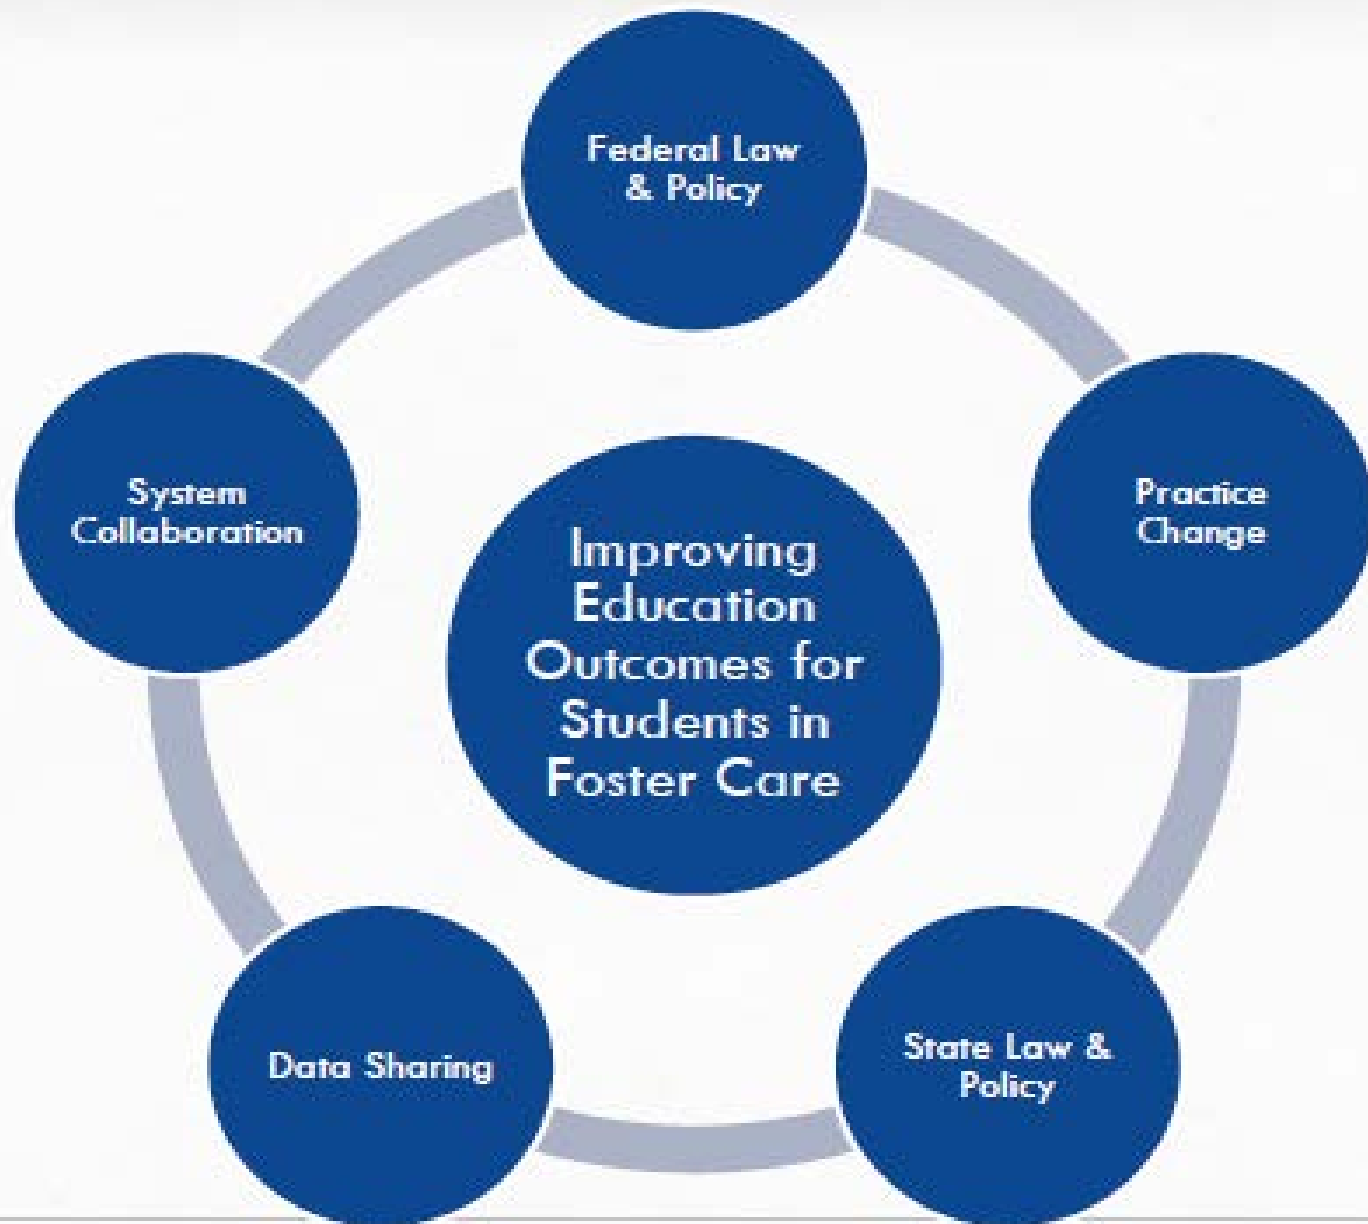 Federal Law
& Policy
Practice
Change
State Law &
Policy
Data Sharing
System
Collaboration
Improving
Education
Outcomes for
Students in
Foster Care